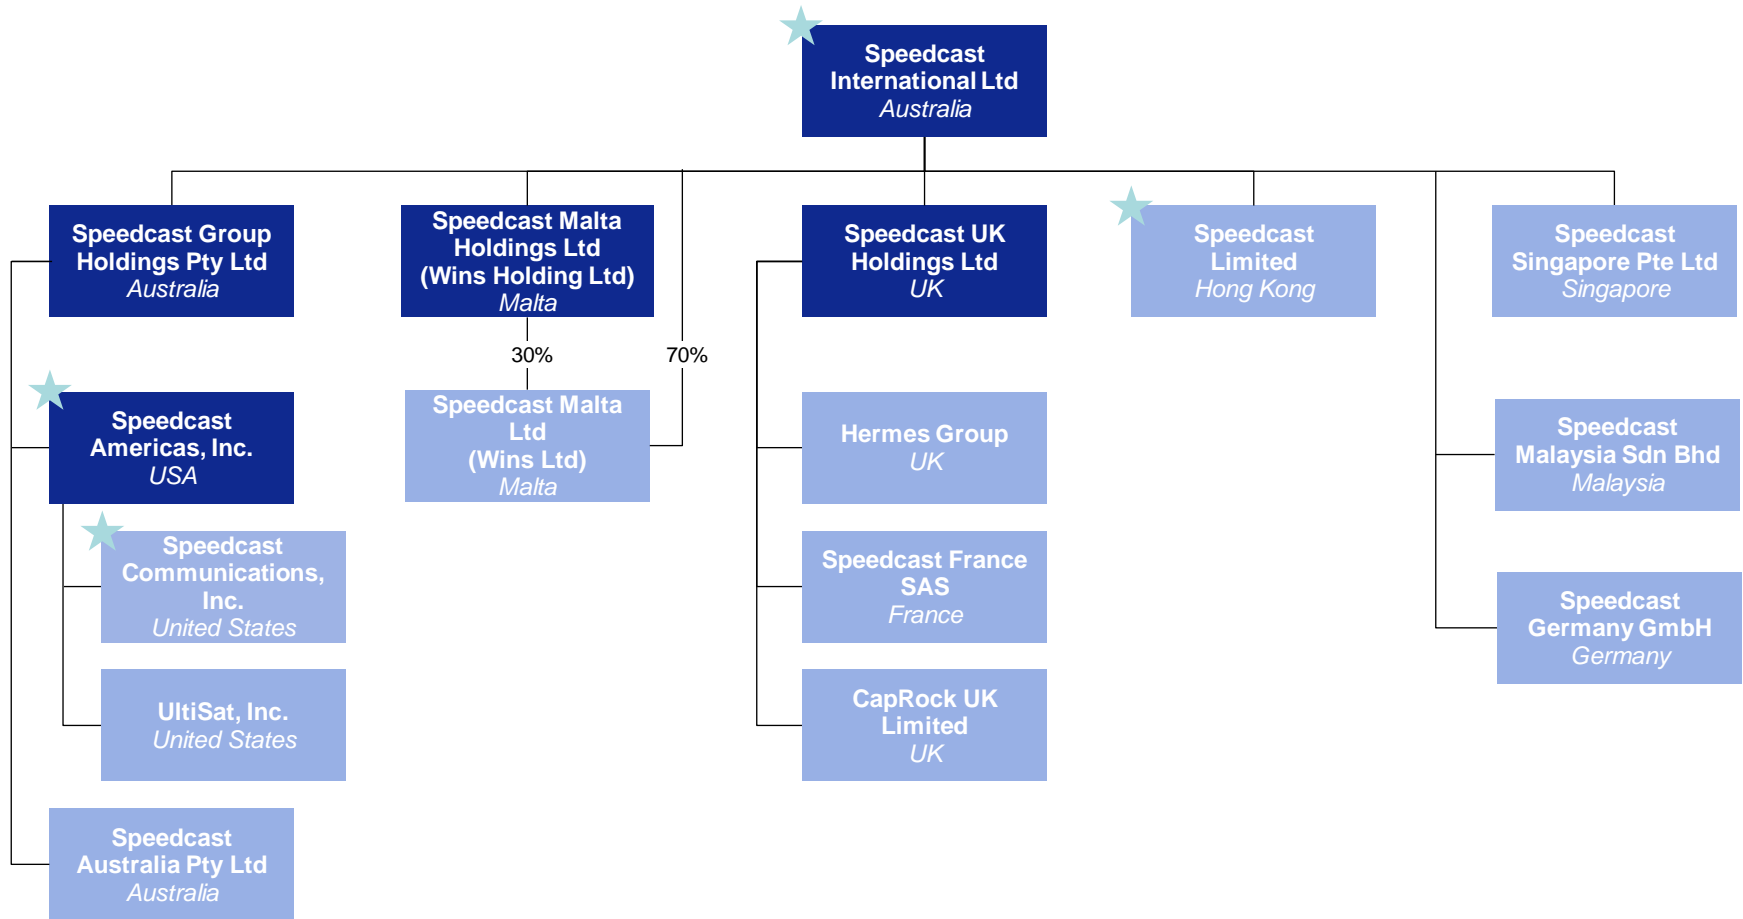 Speedcast
International Ltd
Australia
Speedcast Group
Holdings Pty Ltd
Australia
Speedcast Malta
Holdings Ltd
(Wins Holding Ltd)
Malta
Speedcast UK
Holdings Ltd
UK
Speedcast
Limited
Hong Kong
Speedcast
Singapore Pte Ltd
Singapore
30%
70%
Speedcast
Americas, Inc.
USA
Speedcast Malta
Ltd
(Wins Ltd)
Malta
Hermes Group
UK
Speedcast
Malaysia Sdn Bhd
Malaysia
Speedcast
Communications,
Inc.
United States
Speedcast France
SAS
France
Speedcast
Germany GmbH
Germany
UltiSat, Inc.
United States
CapRock UK
Limited
UK
Speedcast
Australia Pty Ltd
Australia